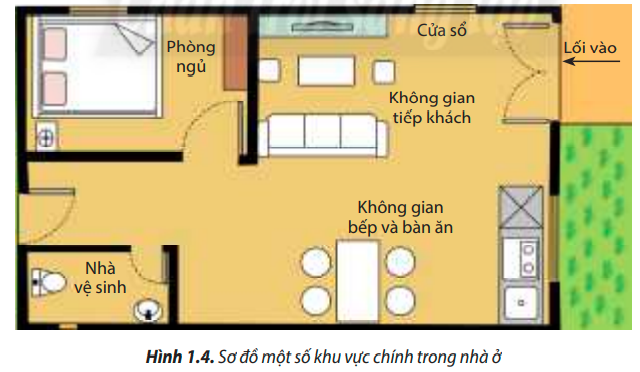 Cửa sổ
Phòng
ngủ
Lối vào
Không gian
tiếp khách
Không gian
bếp và bàn ăn
Nhà
vệ sinh
Hình 1.4. Sơ đồ một số khu vực chính trong nhà ở